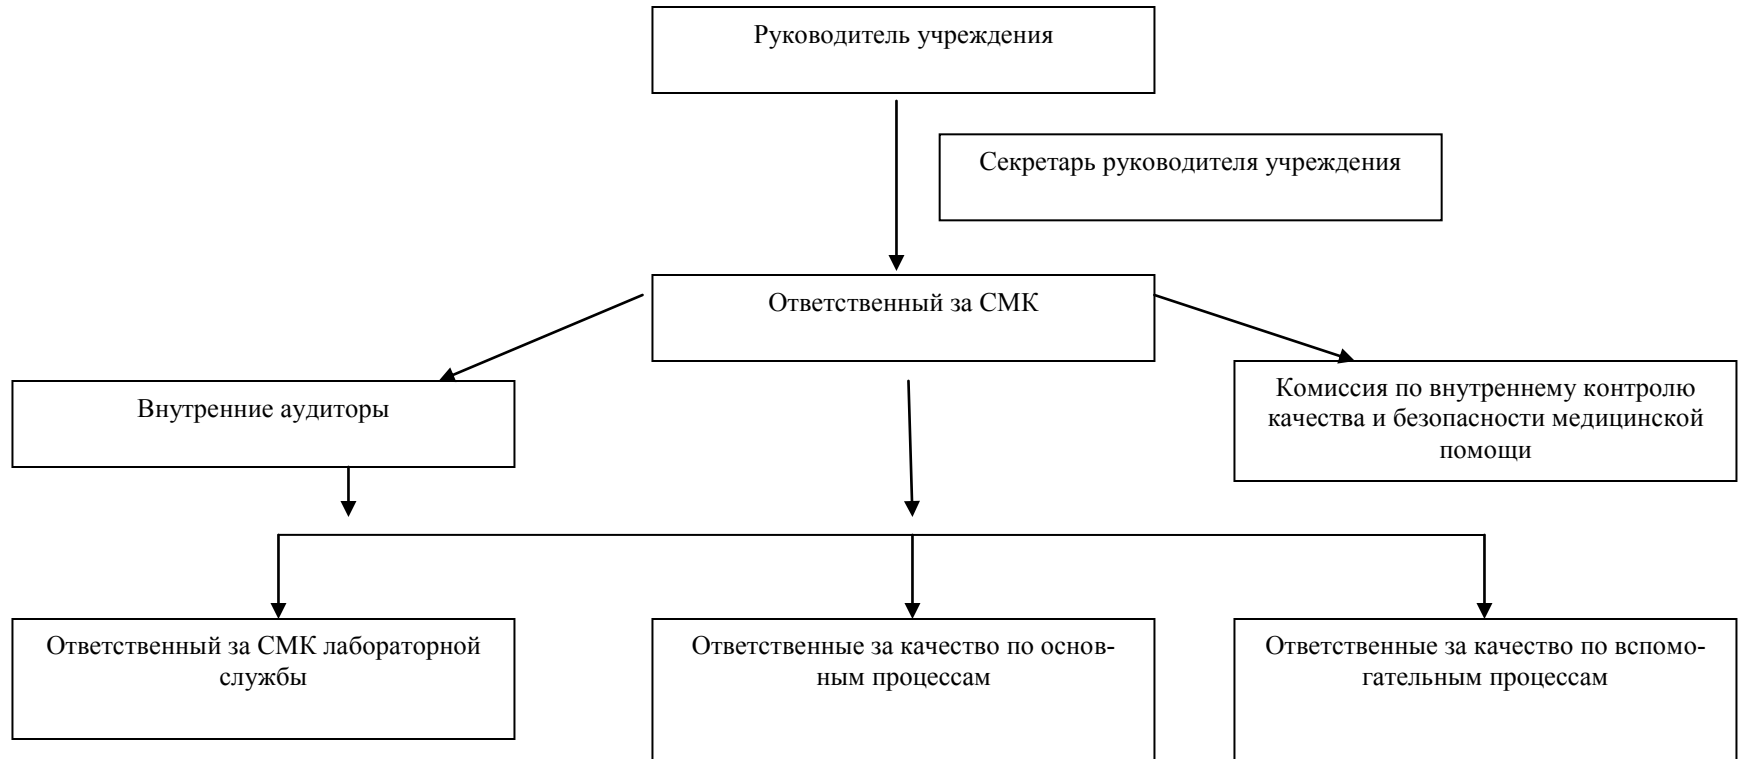 Руководитель учреждения
Секретарь руководителя учреждения
Ответственный за СМК
Внутренние аудиторы
Комиссия по внутреннему контролю
качества и безопасности медицинской
помощи
Ответственный за СМК лабораторной
службы
Ответственные за качество по основ-
ным процессам
Ответственные за качество по вспомо-
гательным процессам